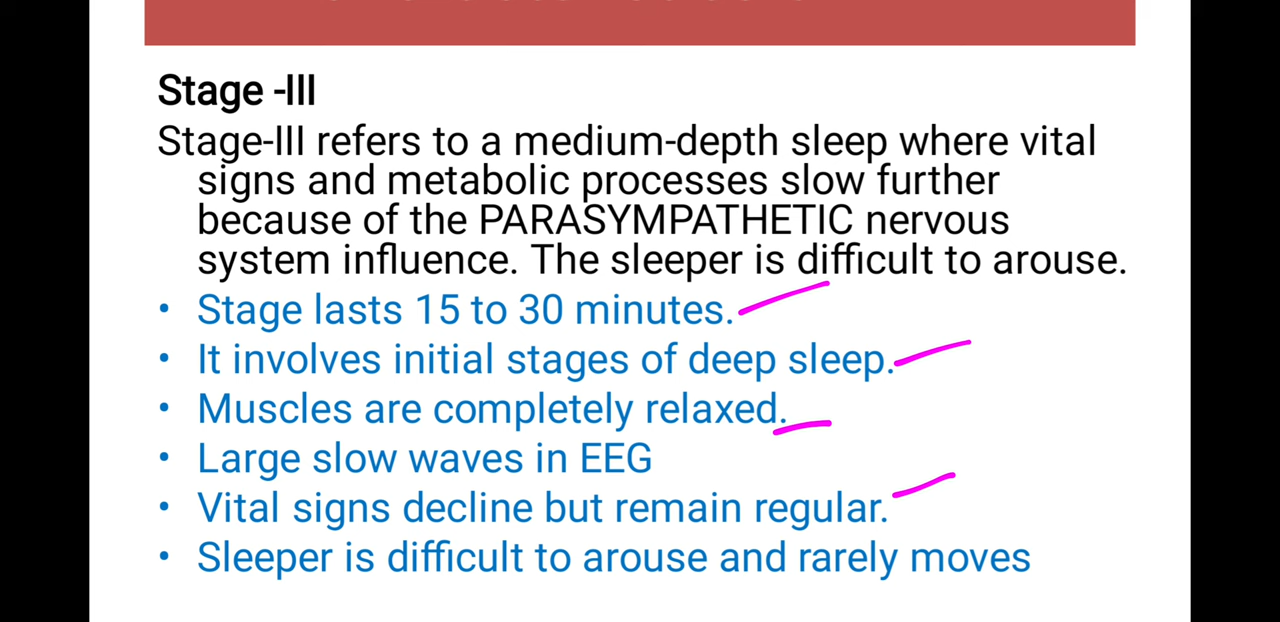 Stage -III
Stage-III refers to a medium-depth sleep where vital
signs and metabolic processes slow further
because of the PARASYMPATHETIC nervous
system influence. The sleeper is difficult to arouse.
• Stage lasts 15 to 30 minutes.
• It involves initial stages of deep sleep.
• Muscles are completely relaxed.
• Large slow waves in EEG
• Vital signs decline but remain regular.
• Sleeper is difficult to arouse and rarely moves